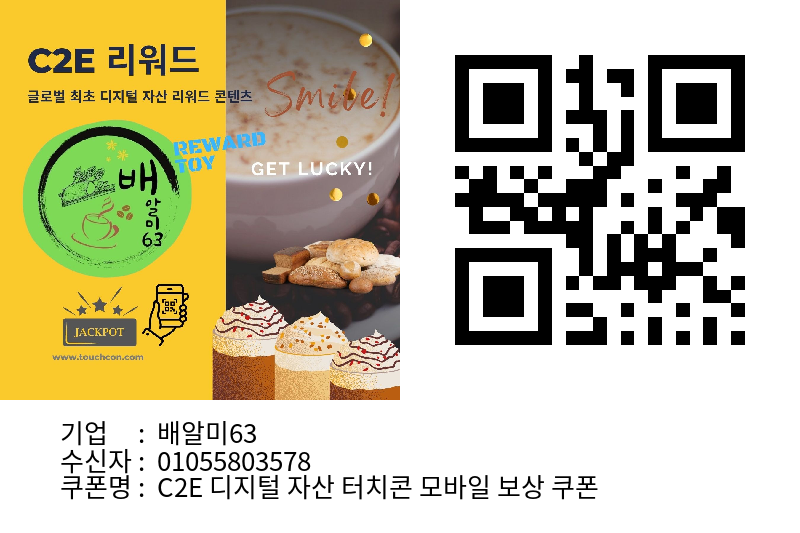 C2E 리워드
글로벌 최초 디지털 자산 리워드 콘텐츠
Smile!
REWARD
TOY
GET LUCKY!
배
알
미
63
JACKPOT
www.touchcon.com
기업 : 배알미63
수신자 : 01055803578
쿠폰명 : C2E 디지털 자산 터치콘 모바일 보상 쿠폰